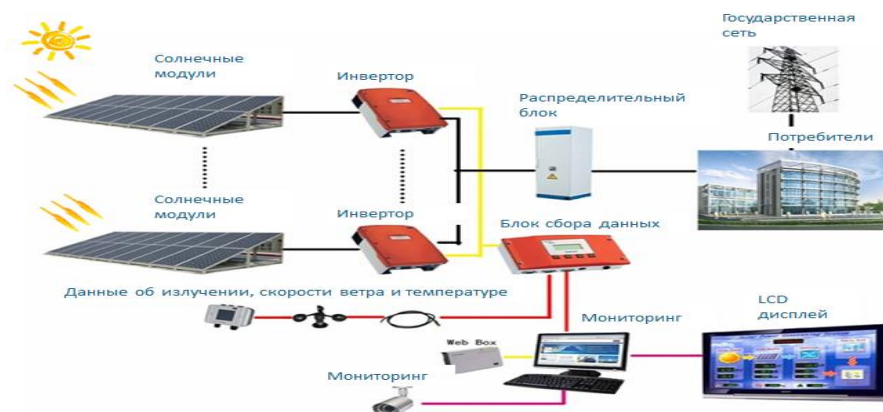 Государственная
сеть
Солнечные
модули
Инвертор
Распределительный
блок
Потребители
Солнечные
модули
Инвертор
Блок сбора данных
Данные об излучении, скорости ветра и температуре
Мониторинг
LCD
дисплей
Web Box
Мониторинг